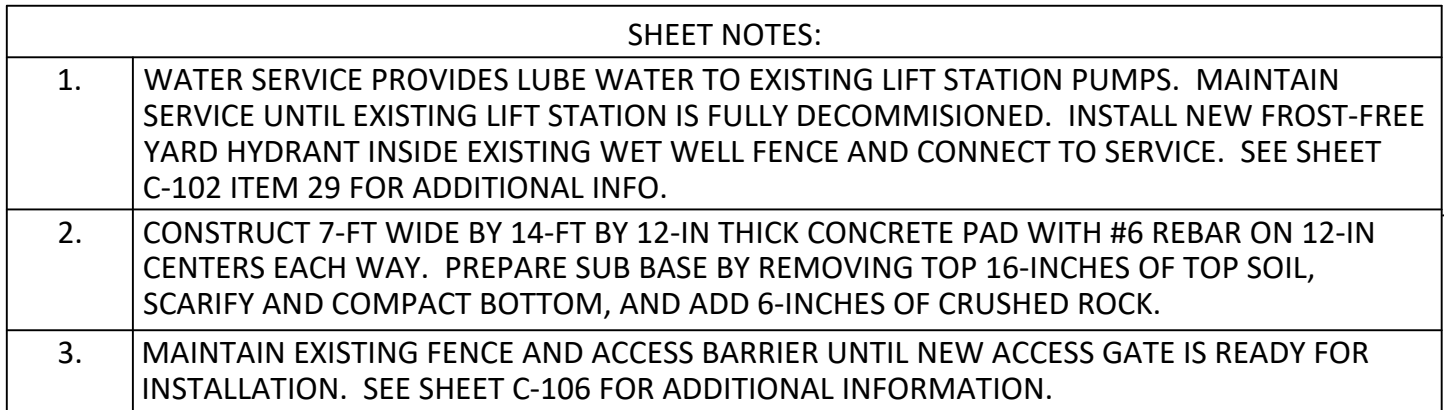 SHEET NOTES:
1. WATER SERVICE PROVIDES LUBE WATER TO EXISTING LIFT STATION PUMPS.  MAINTAIN
SERVICE UNTIL EXISTING LIFT STATION IS FULLY DECOMMISIONED.  INSTALL NEW FROST-FREE
YARD HYDRANT INSIDE EXISTING WET WELL FENCE AND CONNECT TO SERVICE.  SEE SHEET
C-102 ITEM 29 FOR ADDITIONAL INFO.
2. CONSTRUCT 7-FT WIDE BY 14-FT BY 12-IN THICK CONCRETE PAD WITH #6 REBAR ON 12-IN
CENTERS EACH WAY.  PREPARE SUB BASE BY REMOVING TOP 16-INCHES OF TOP SOIL,
SCARIFY AND COMPACT BOTTOM, AND ADD 6-INCHES OF CRUSHED ROCK.
3. MAINTAIN EXISTING FENCE AND ACCESS BARRIER UNTIL NEW ACCESS GATE IS READY FOR
INSTALLATION.  SEE SHEET C-106 FOR ADDITIONAL INFORMATION.